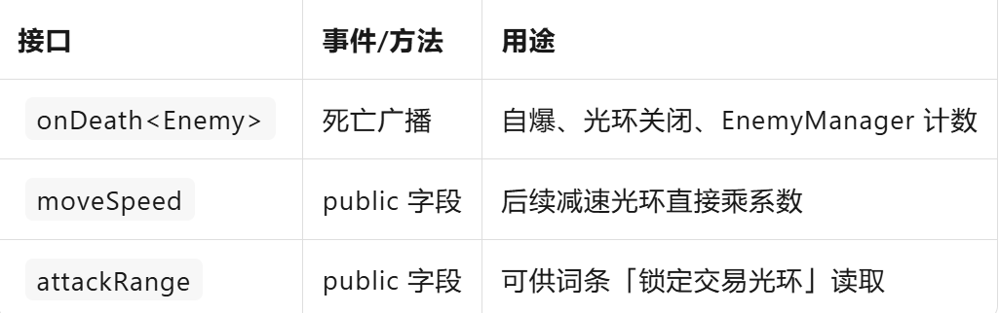 接口 事件/方法 用途
onDeath<Enemy> 死亡广播 自爆、光环关闭、EnemyManager 计数
moveSpeed public 字段 后续减速光环直接乘系数
attackRange public 字段 可供词条「锁定交易光环」读取